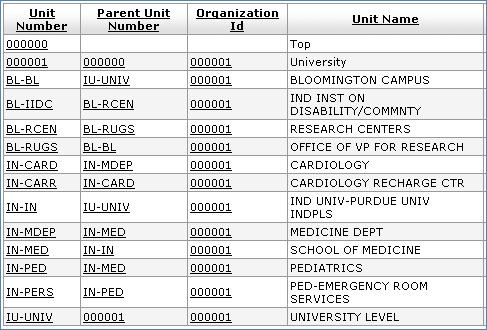 Unit Number Parent Unit Number Organization Id Unit Name
000000 Top
000001 000000 000001 University
BL-BL IU-UNIV 000001 BLOOMINGTON CAMPUS
BL-IIDC BL-RCEN 000001 IND INST ON DISABILITY/COMMNTY
BL-RCEN BL-RUGS 000001 RESEARCH CENTERS
BL-RUGS BL-BL 000001 OFFICE OF VP FOR RESEARCH
IN-CARD IN-MDEP 000001 CARDIOLOGY
IN-CARR IN-CARD 000001 CARDIOLOGY RECHARGE CTR
IN-IN IU-UNIV 000001 IND UNIV-PURDUE UNIV INDPLS
IN-MDEP IN-MED 000001 MEDICINE DEPT
IN-MED IN-IN 000001 SCHOOL OF MEDICINE
IN-PED IN-MED 000001 PEDIATRICS
IN-PERS IN-PED 000001 PED-EMERGENCY ROOM SERVICES
IU-UNIV 000001 000001 UNIVERSITY LEVEL